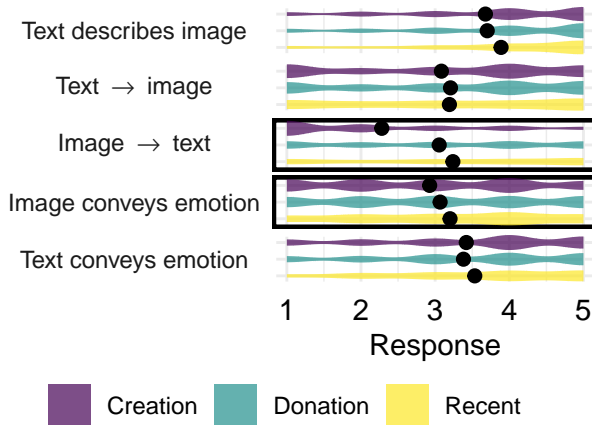 Text describes image
Text → image
Image → text
Image conveys emotion
Text conveys emotion
1 2 3 4 5
Response
Creation Donation Recent